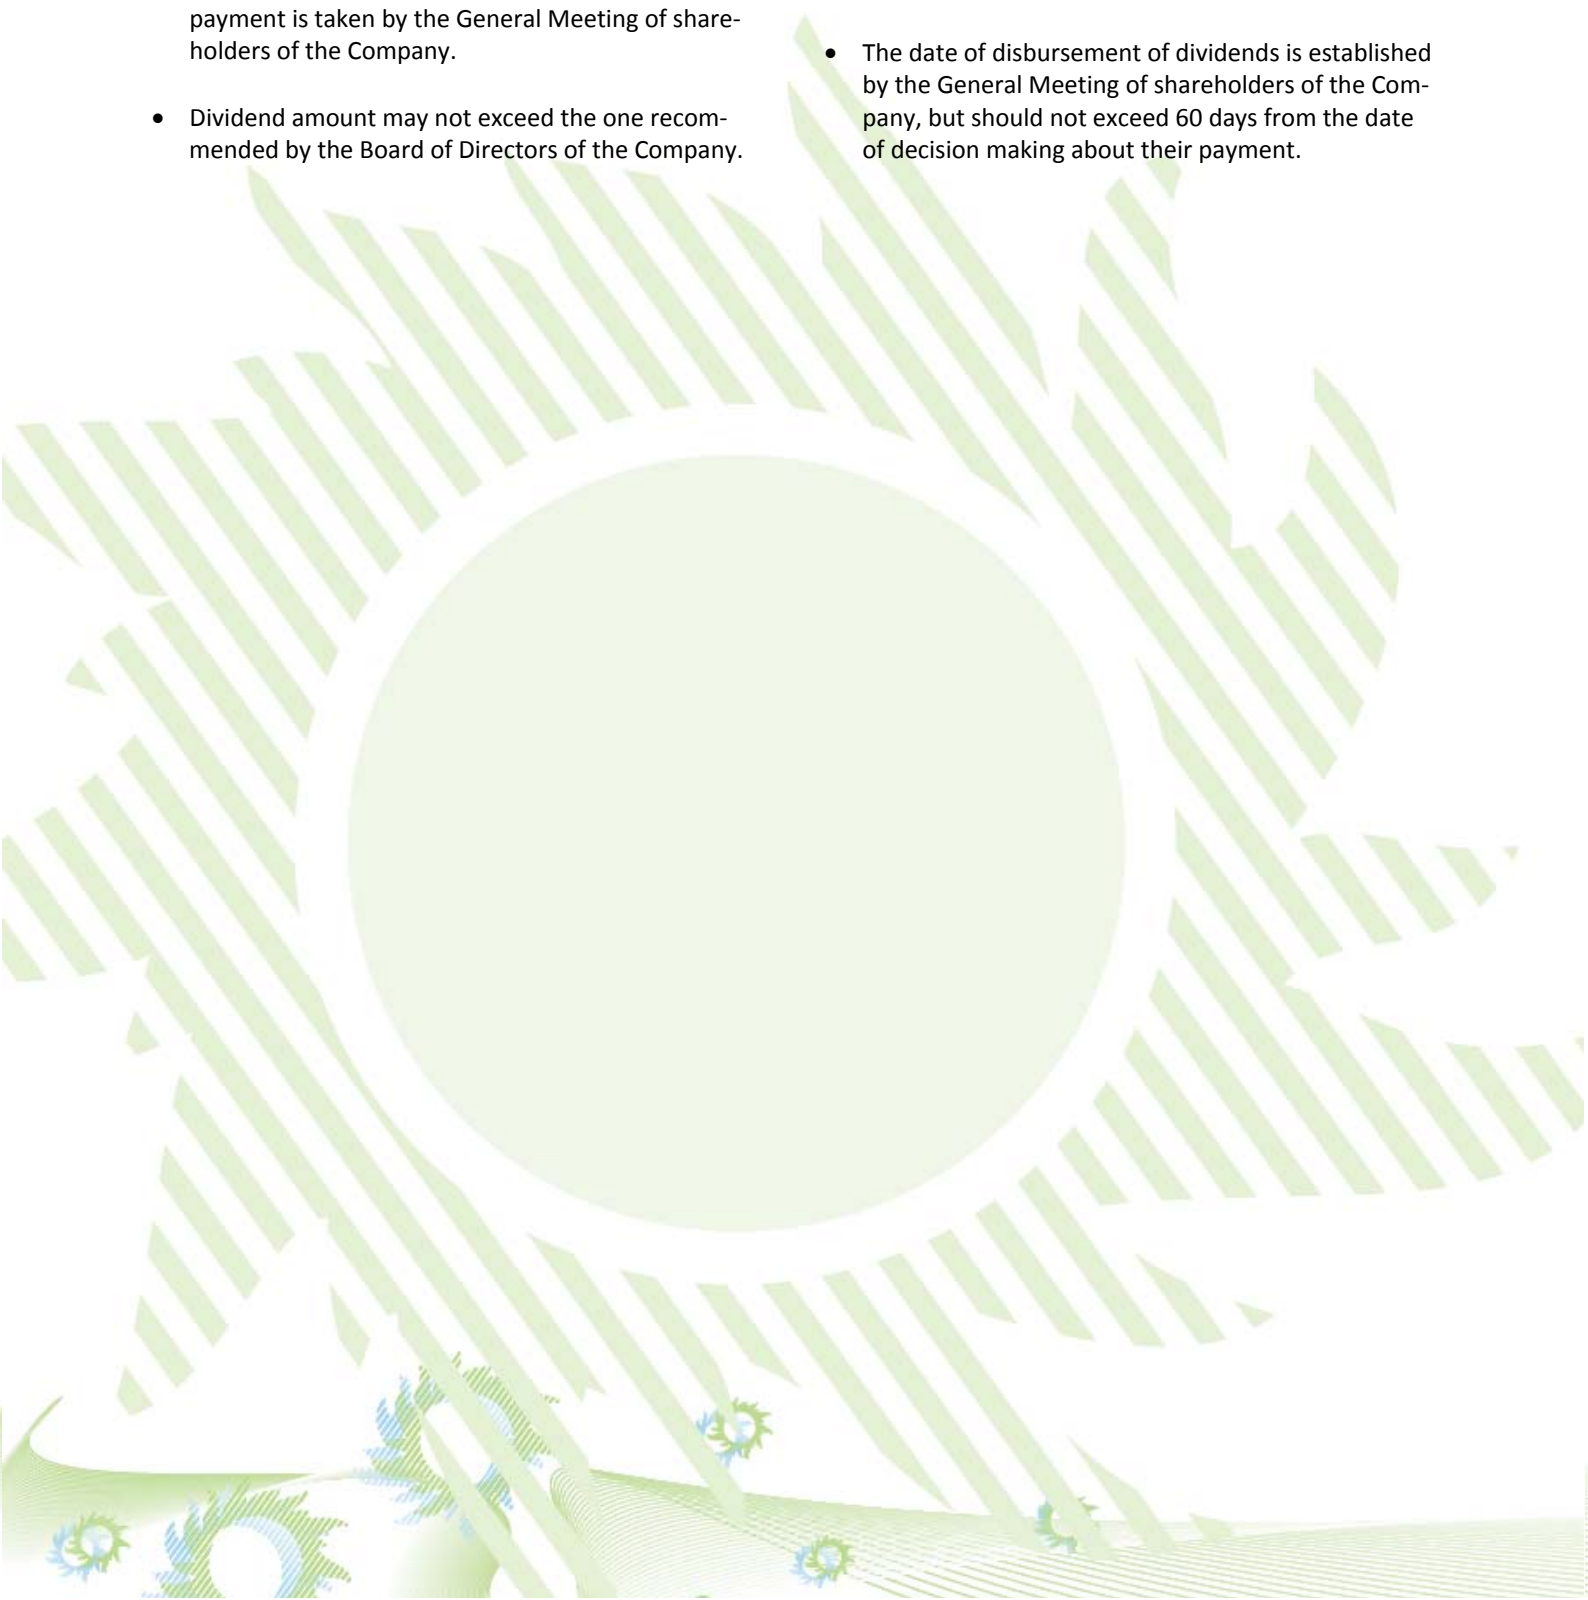 payment is taken by the General Meeting of share-
holders of the Company.
• Dividend amount may not exceed the one recom-
mended by the Board of Directors of the Company.
• The date of disbursement of dividends is established
by the General Meeting of shareholders of the Com-
pany, but should not exceed 60 days from the date
of decision making about their payment.